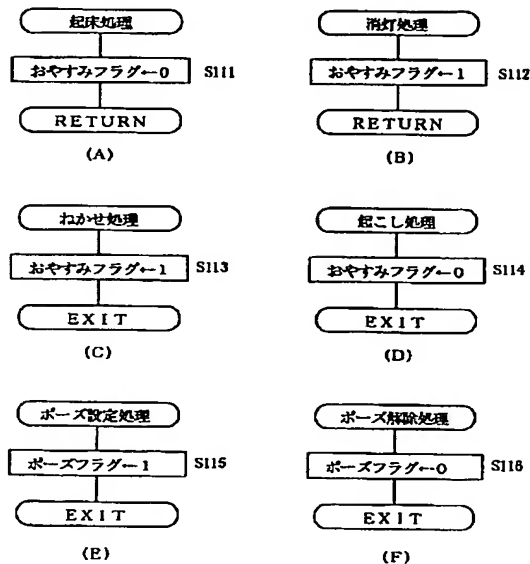 起床処理
おやすみフラグ←0 S111
RETURN
(A)
消灯処理
おやすみフラグ←1 S112
RETURN
(B)
ねかせ処理
おやすみフラグ←1 S113
EXIT
(C)
起こし処理
おやすみフラグ←0 S114
EXIT
(D)
ポーズ設定処理
ポーズフラグ←1 S115
EXIT
(E)
ポーズ解除処理
ポーズフラグ←0 S116
EXIT
(F)